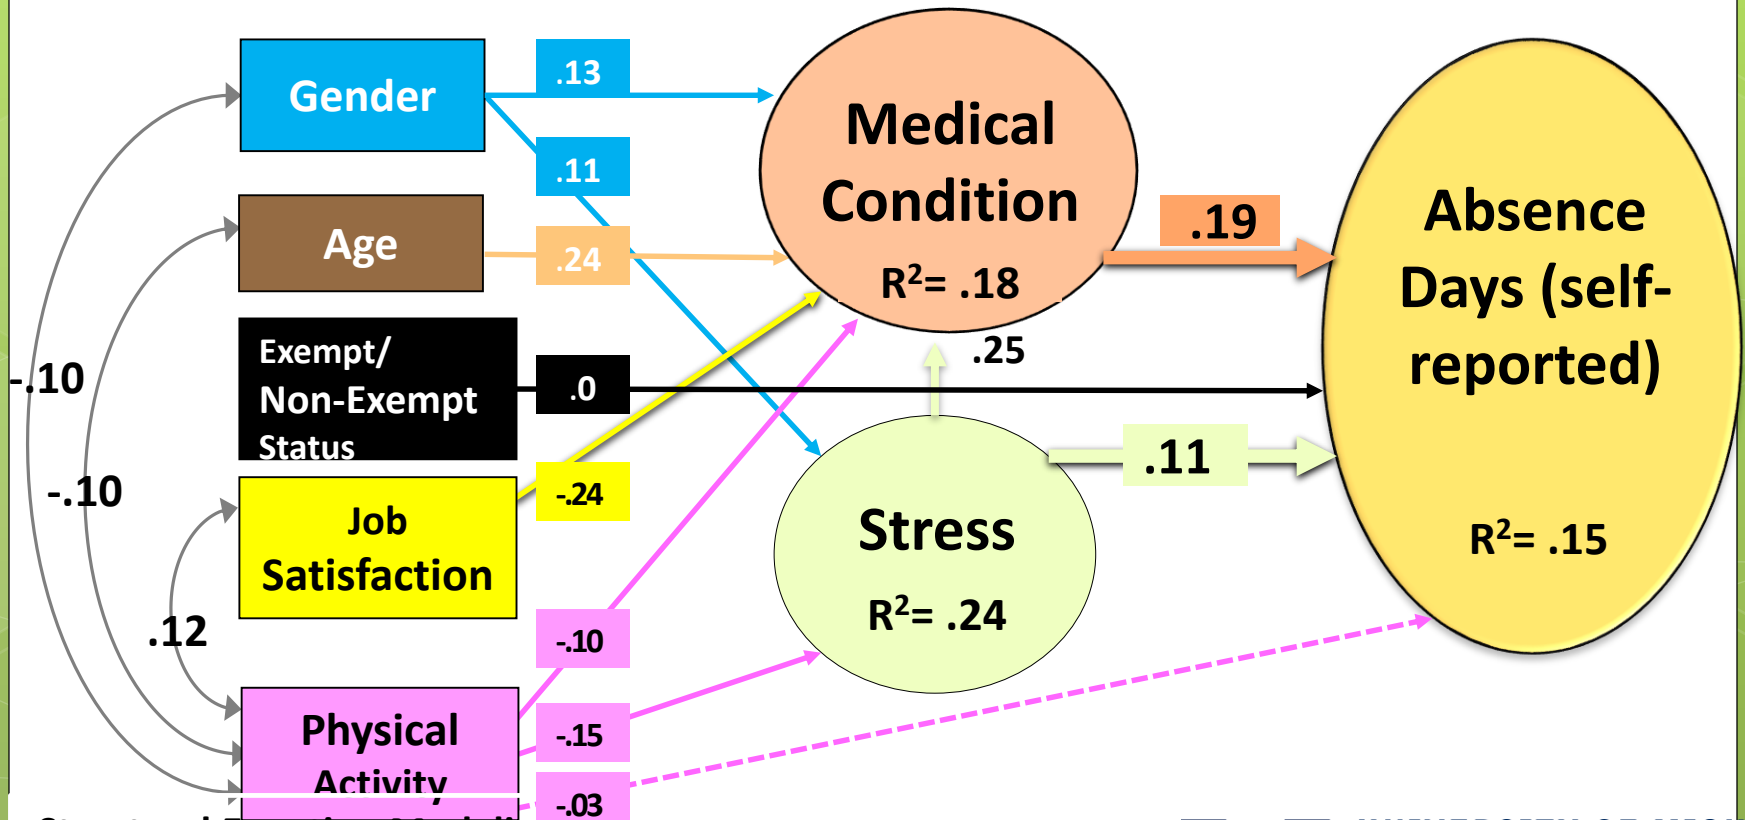 Gender
.13
.11
Age
.24
Exempt/
Non-Exempt
Status
.0
Job
Satisfaction
-.24
Physical
Activity
-.10
-.15
-.03
-.10
-.10
.12
Medical
Condition
R²= .18
.25
Stress
R²= .24
.19
.11
Absence
Days (self-
reported)
R²= .15